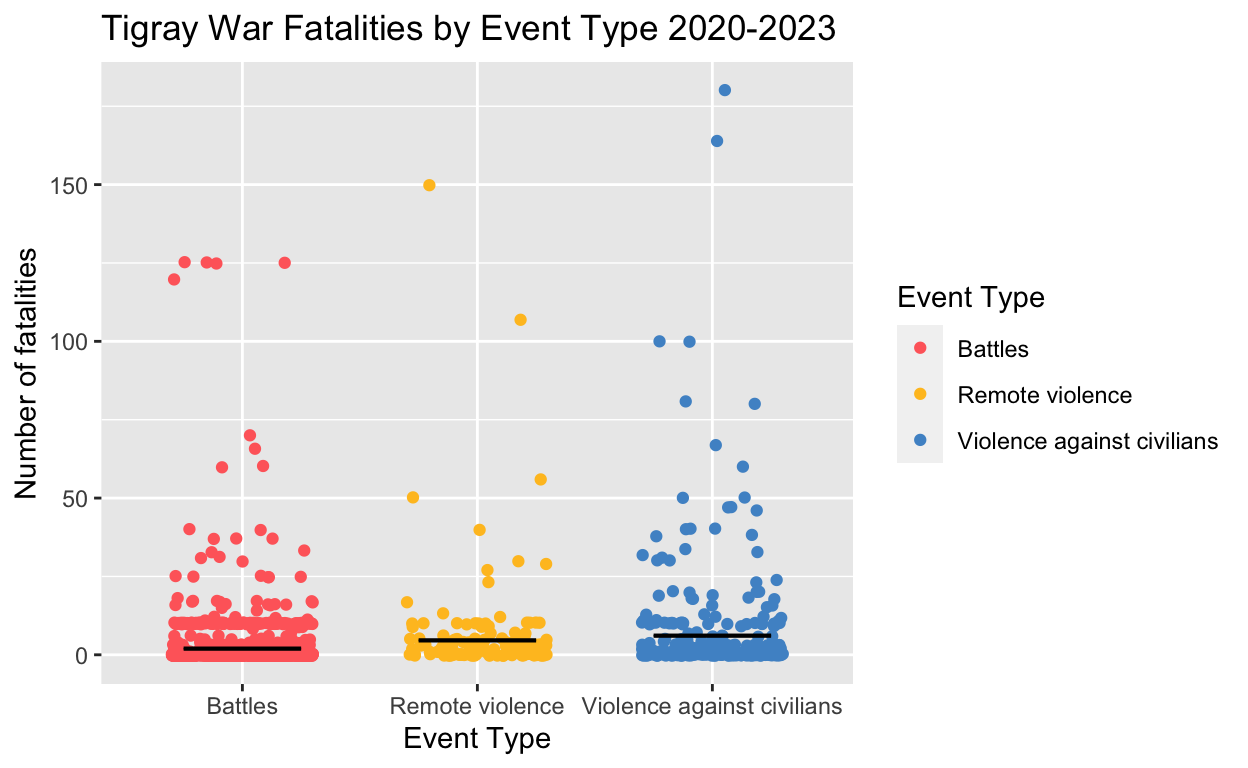 Tigray War Fatalities by Event Type 2020-2023
Number of fatalities
150
100
50
0
Battles
Remote violence
Violence against civilians
Event Type
Event Type
Battles
Remote violence
Violence against civilians